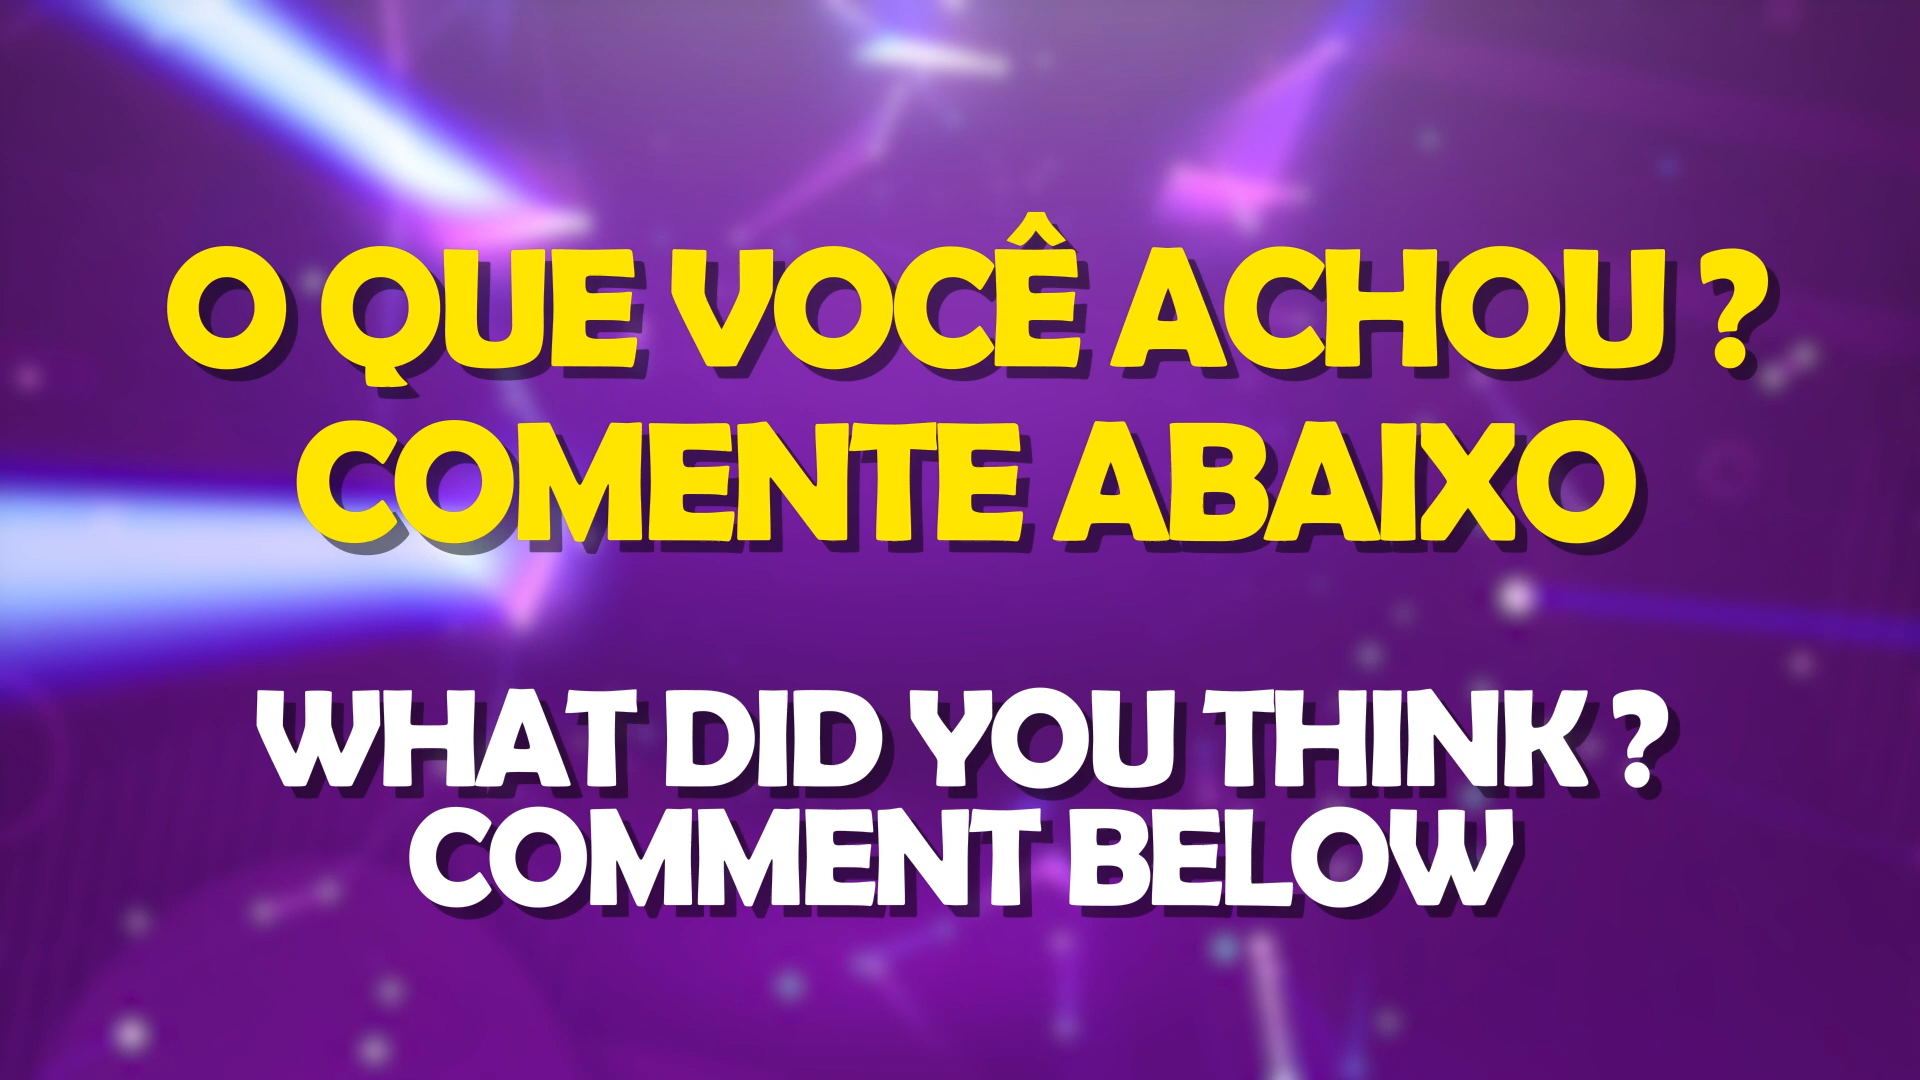 O QUE VOCÊ ACHOU ?
COMENTE ABAIXO
WHAT DID YOU THINK ?
COMMENT BELOW